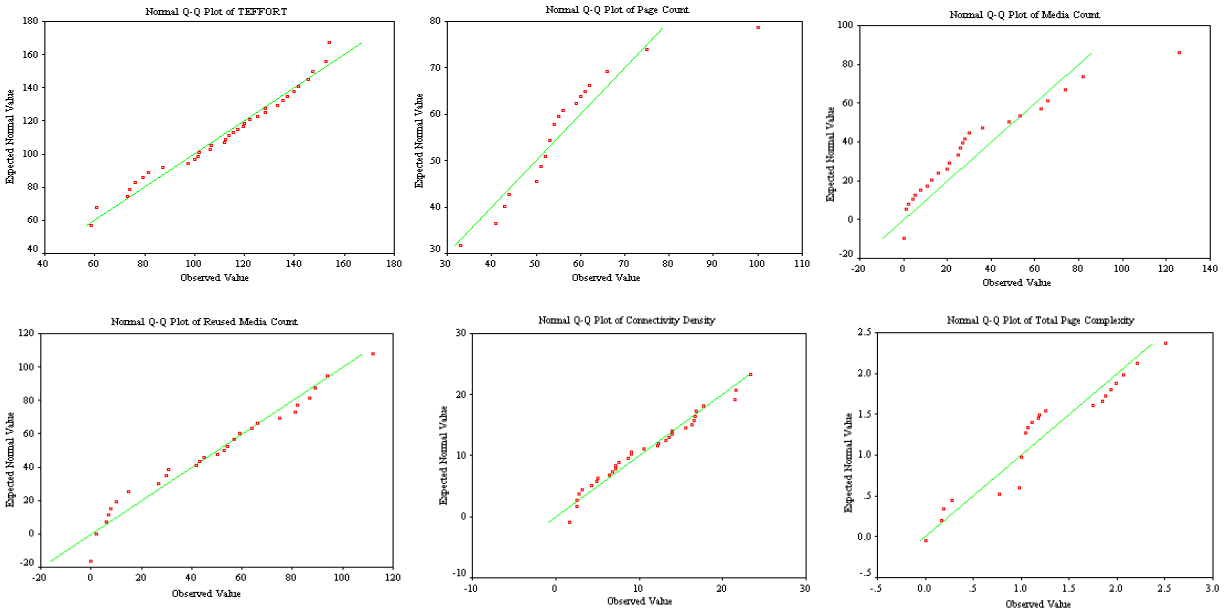 Normal Q-Q Plot of TEFFORT
180
160
140
120
100
80
60
40
40 60 80 100 120 140 160 180
Expected Normal Value
Observed Value
Normal Q-Q Plot of Page Count
80
70
60
50
40
30
30 40 50 60 70 80 90 100 110
Expected Normal Value
Observed Value
Normal Q-Q Plot of Media Count
100
80
60
40
20
0
-20
-20 0 20 40 60 80 100 120 140
Expected Normal Value
Observed Value
Normal Q-Q Plot of Reused Media Count
120
100
80
60
40
20
0
-20
-20 0 20 40 60 80 100 120
Expected Normal Value
Observed Value
Normal Q-Q Plot of Connectivity Density
30
20
10
0
-10
-10 0 10 20 30
Expected Normal Value
Observed Value
Normal Q-Q Plot of Total Page Complexity
2.5
2.0
1.5
1.0
.5
0.0
-.5
-.5 0.0 .5 1.0 1.5 2.0 2.5 3.0
Expected Normal Value
Observed Value